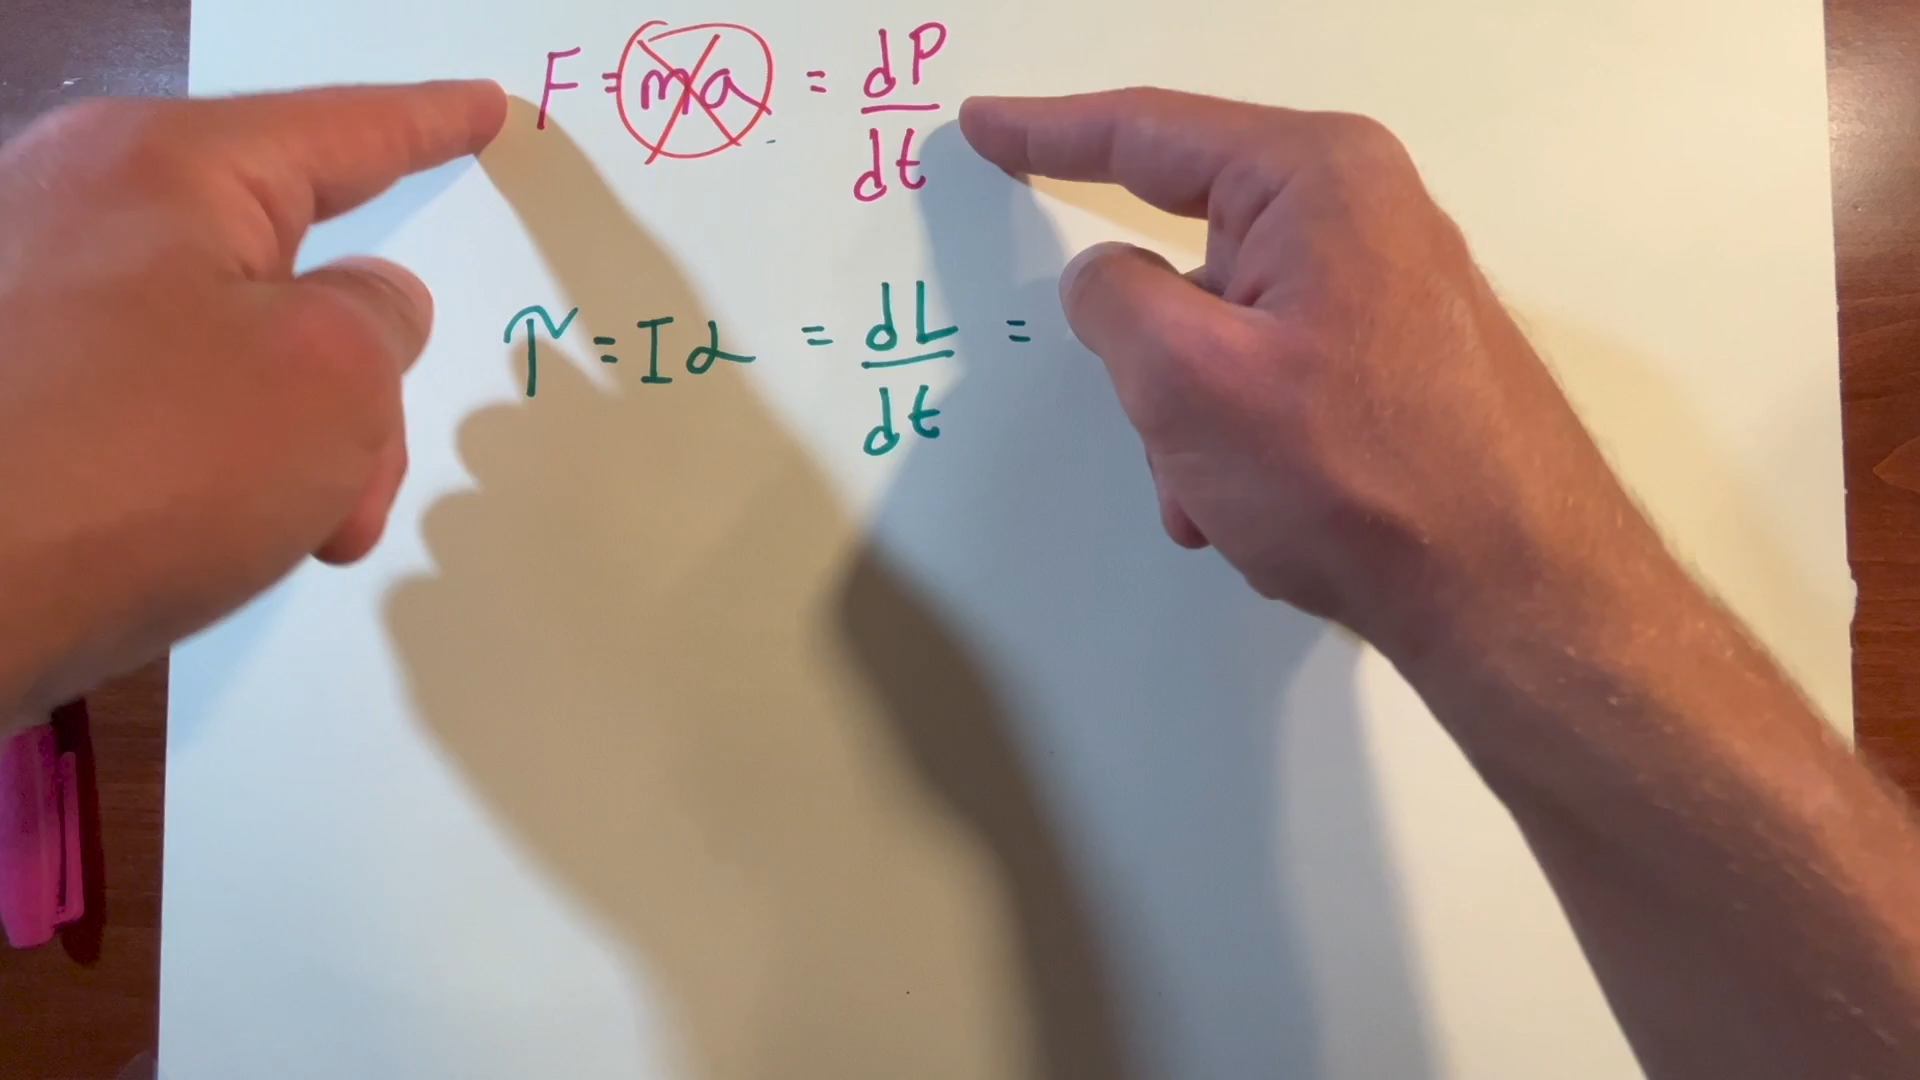 F = ma = dP/dt
τ = Iα = dL/dt =